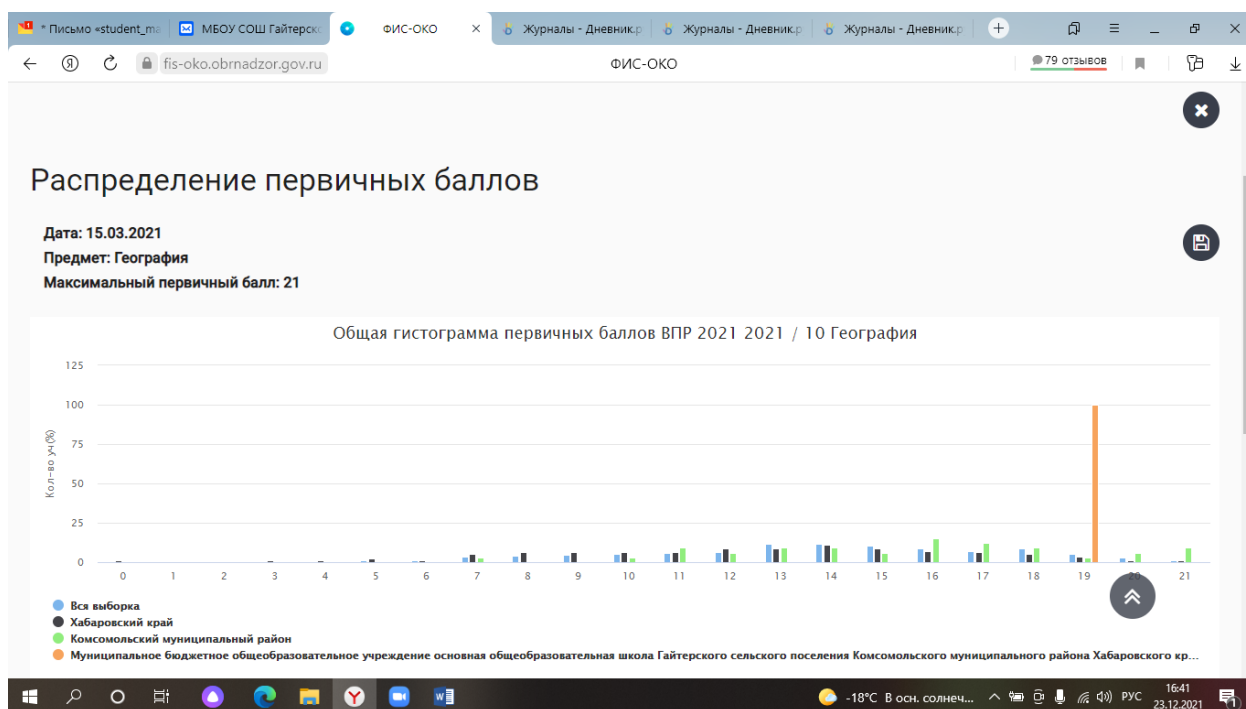 * Письмо «student_ma
МБОУ СОШ Гайтерско
ФИС-ОКО
Журналы - Дневник.р
Журналы - Дневник.р
Журналы - Дневник.р
fis-oko.obrnadzor.gov.ru
ФИС-ОКО
79 отзывов
Распределение первичных баллов
Дата: 15.03.2021
Предмет: География
Максимальный первичный балл: 21
Общая гистограмма первичных баллов ВПР 2021 2021 / 10 География
125
100
75
50
25
0
Кол-во уч(%)
0 1 2 3 4 5 6 7 8 9 10 11 12 13 14 15 16 17 18 19 20 21
Вся выборка
Хабаровский край
Комсомольский муниципальный район
Муниципальное бюджетное общеобразовательное учреждение основная общеобразовательная школа Гайтерского сельского поселения Комсомольского муниципального района Хабаровского кр...
-18°C В осн. солнеч...
РУС
16:41
23.12.2021